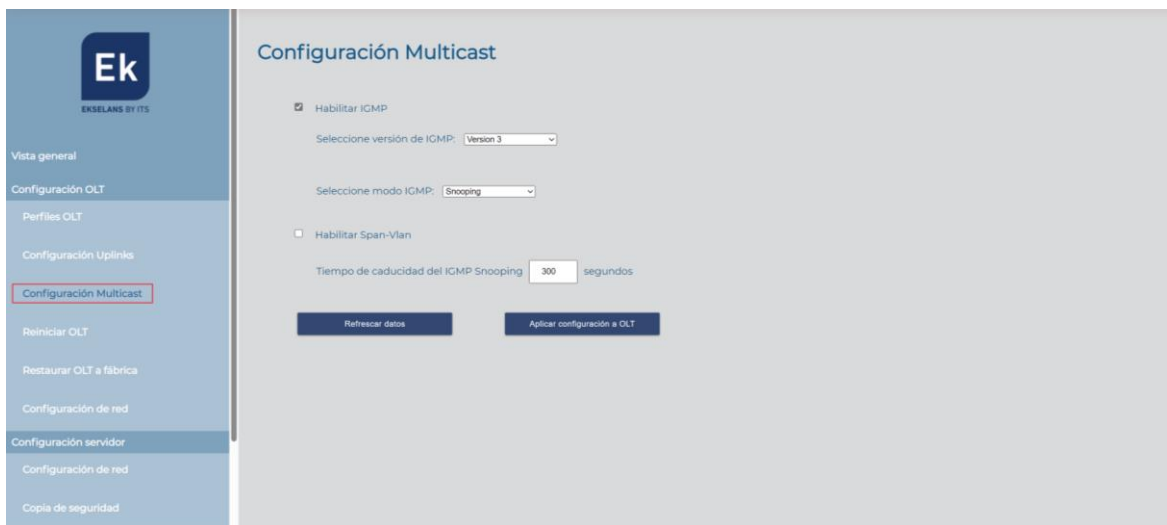 Ek
EKSELANS BY ITS
Vista general
Configuración OLT
Perfiles OLT
Configuración Uplinks
Configuración Multicast
Reiniciar OLT
Restaurar OLT a fábrica
Configuración de red
Configuración servidor
Configuración de red
Copia de seguridad
Configuración Multicast
Habilitar IGMP
Seleccione versión de IGMP: Version 3
Seleccione modo IGMP: Snooping
Habilitar Span-Vlan
Tiempo de caducidad del IGMP Snooping 300 segundos
Refrescar datos Aplicar configuración a OLT